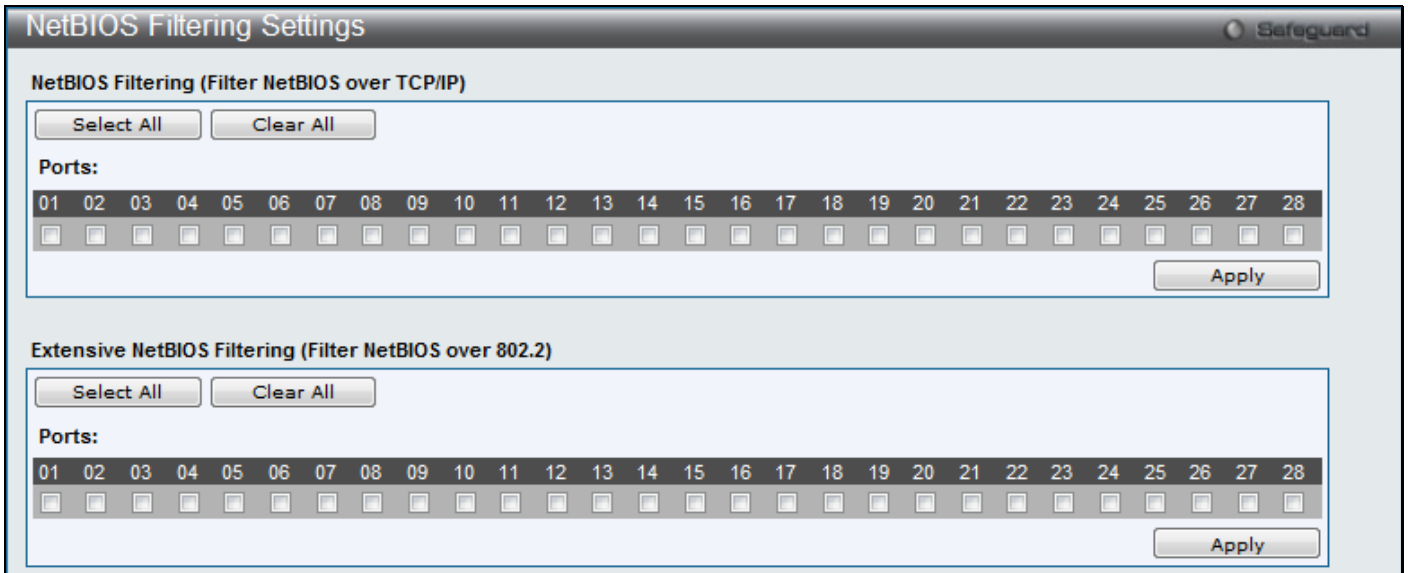 NetBIOS Filtering Settings
Safeguard
NetBIOS Filtering (Filter NetBIOS over TCP/IP)
Select All Clear All
Ports:
01 02 03 04 05 06 07 08 09 10 11 12 13 14 15 16 17 18 19 20 21 22 23 24 25 26 27 28
Apply
Extensive NetBIOS Filtering (Filter NetBIOS over 802.2)
Select All Clear All
Ports:
01 02 03 04 05 06 07 08 09 10 11 12 13 14 15 16 17 18 19 20 21 22 23 24 25 26 27 28
Apply